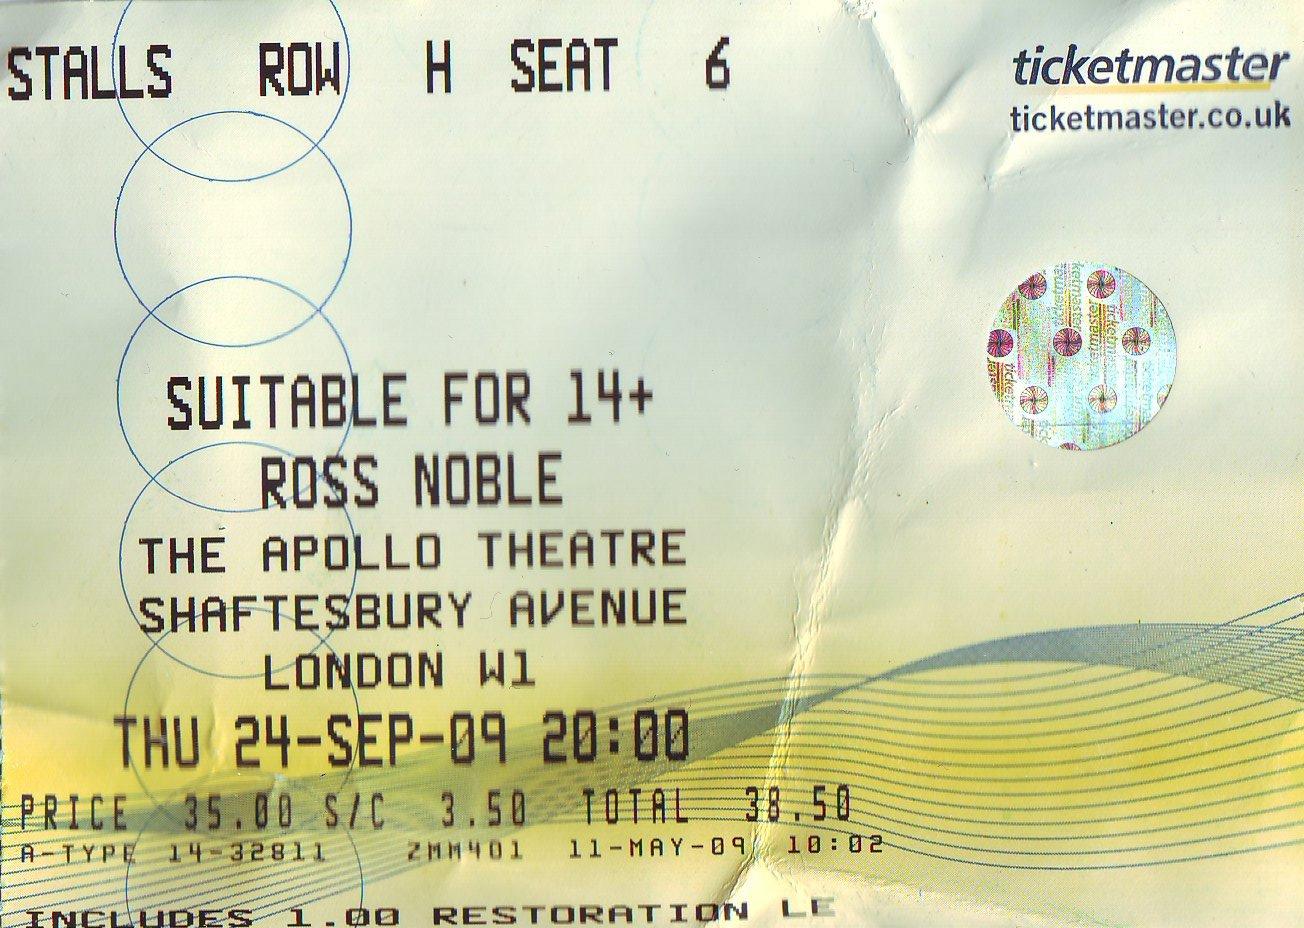 STALLS ROW H SEAT 6
ticketmaster
ticketmaster.co.uk
SUITABLE FOR 14+
ROSS NOBLE
THE APOLLO THEATRE
SHAFTESBURY AVENUE
LONDON W1
THU 24-SEP-09 20:00
PRICE 35.00 S/C 3.50 TOTAL 38.50
A-TYPE 14-32811 ZMM401 11-MAY-09 10:02
INCLUDES 1.00 RESTORATION LE